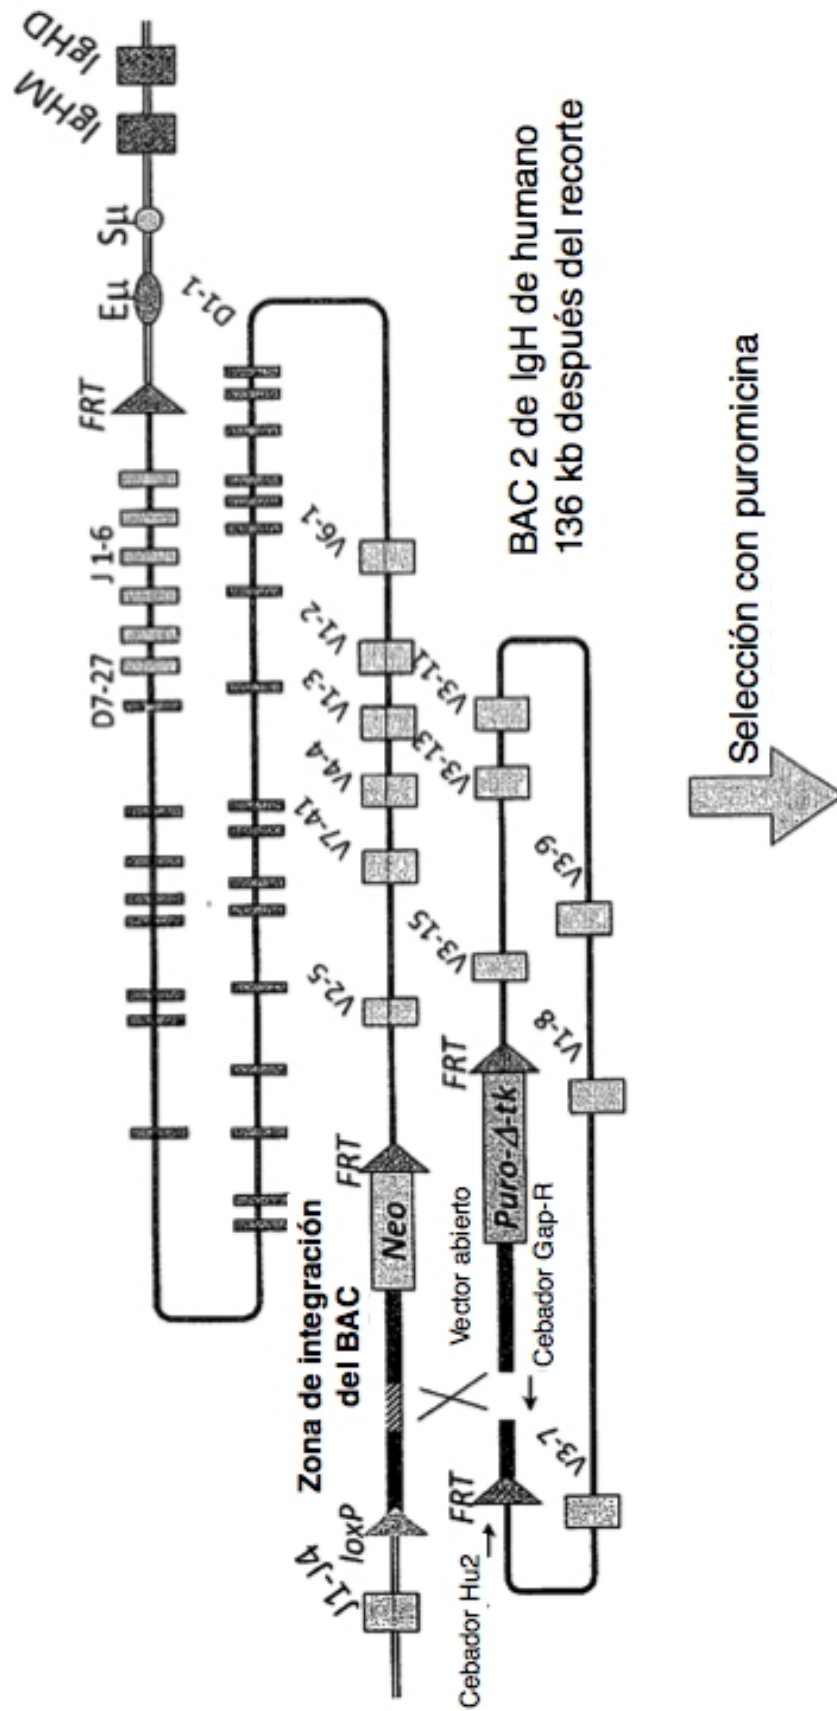 IgHD
IgHM
Sμ
Eμ
FRT
J 1-6
D7-27
D1-1
V6-1
V1-2
V1-3
V4-4
V7-41
V2-5
FRT
Neo
Zona de integración
del BAC
loxP
J1-J4
V3-11
V3-13
V3-15
FRT
Puro-Δ-tk
Vector abierto
Cebador Gap-R
FRT
Cebador Hu2
V3-9
V1-8
V3-7
BAC 2 de IgH de humano
136 kb después del recorte
Selección con puromicina